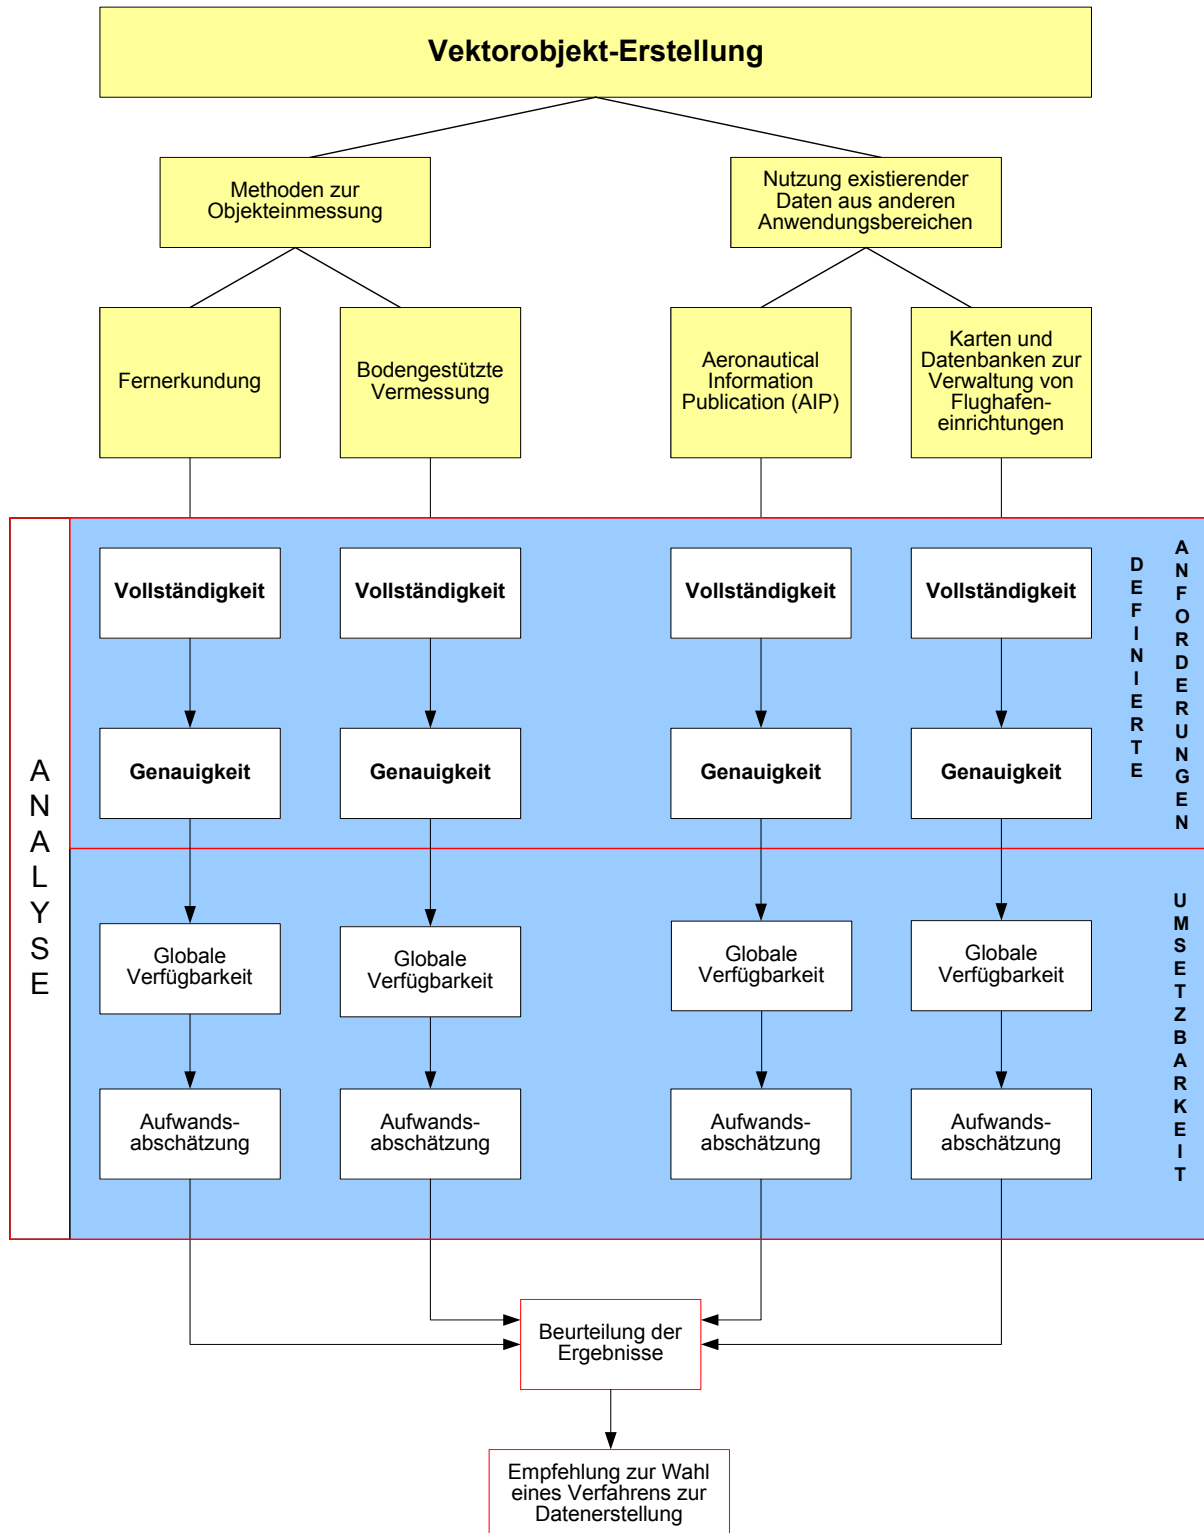 Vektorobjekt-Erstellung
Methoden zur
Objekteinmessung
Nutzung existierender
Daten aus anderen
Anwendungsbereichen
Fernerkundung
Bodengestützte
Vermessung
Aeronautical
Information
Publication (AIP)
Karten und
Datenbanken zur
Verwaltung von
Flughafen-
einrichtungen
ANALYSE
DEFINIERTE
ANFORDERUNGEN
Vollständigkeit
Vollständigkeit
Vollständigkeit
Vollständigkeit
Genauigkeit
Genauigkeit
Genauigkeit
Genauigkeit
UMSETZBARKEIT
Globale
Verfügbarkeit
Globale
Verfügbarkeit
Globale
Verfügbarkeit
Globale
Verfügbarkeit
Aufwands-
abschätzung
Aufwands-
abschätzung
Aufwands-
abschätzung
Aufwands-
abschätzung
Beurteilung der
Ergebnisse
Empfehlung zur Wahl
eines Verfahrens zur
Datenerstellung